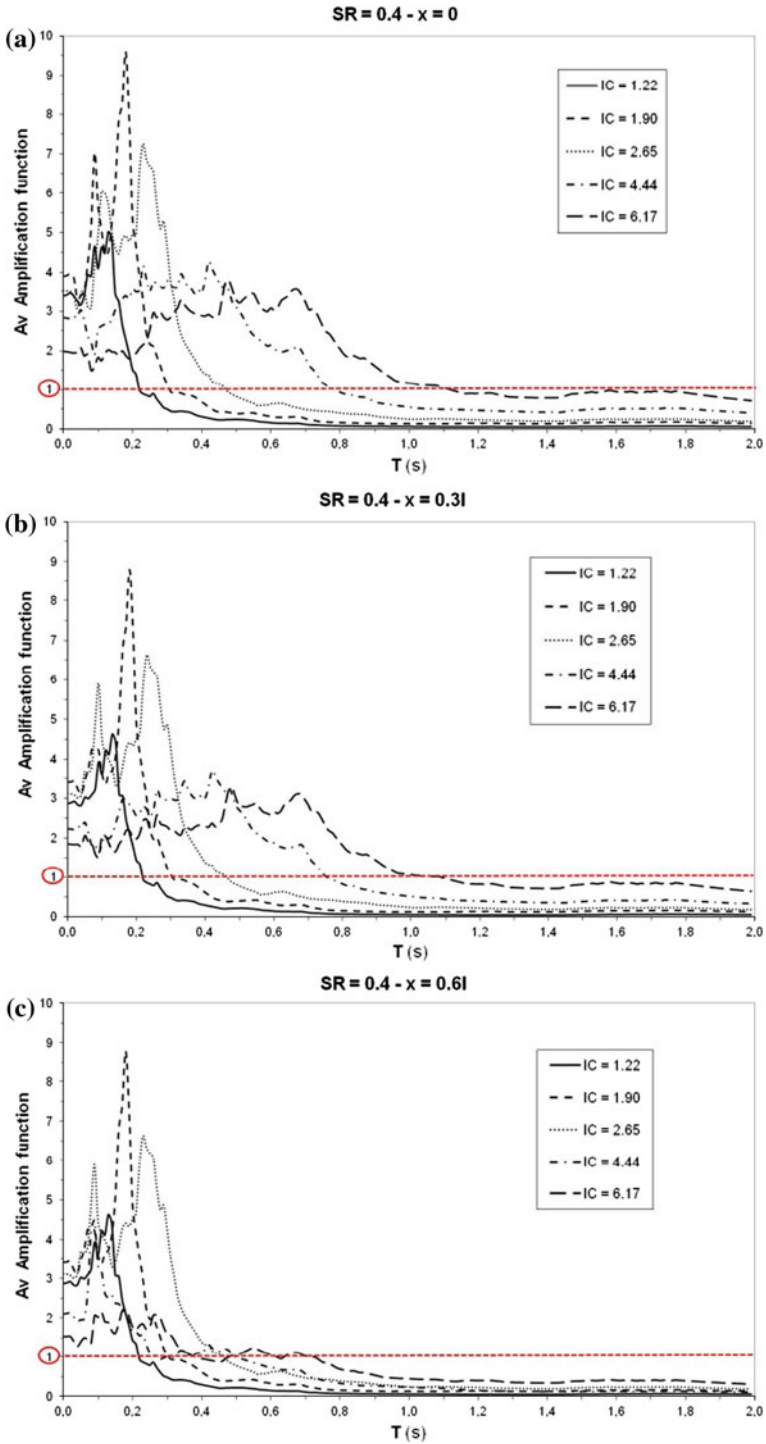 SR = 0.4 - x = 0
(a)
10
9
8
7
6
5
4
3
2
1
0
Av Amplification function
IC = 1.22
IC = 1.90
IC = 2.65
IC = 4.44
IC = 6.17
0,0 0,2 0,4 0,6 0,8 1,0 1,2 1,4 1,6 1,8 2,0
T (s)
SR = 0.4 - x = 0.3l
(b)
10
9
8
7
6
5
4
3
2
1
0
Av Amplification function
IC = 1.22
IC = 1.90
IC = 2.65
IC = 4.44
IC = 6.17
0,0 0,2 0,4 0,6 0,8 1,0 1,2 1,4 1,6 1,8 2,0
T (s)
SR = 0.4 - x = 0.6l
(c)
10
9
8
7
6
5
4
3
2
1
0
Av Amplification function
IC = 1.22
IC = 1.90
IC = 2.65
IC = 4.44
IC = 6.17
0,0 0,2 0,4 0,6 0,8 1,0 1,2 1,4 1,6 1,8 2,0
T (s)